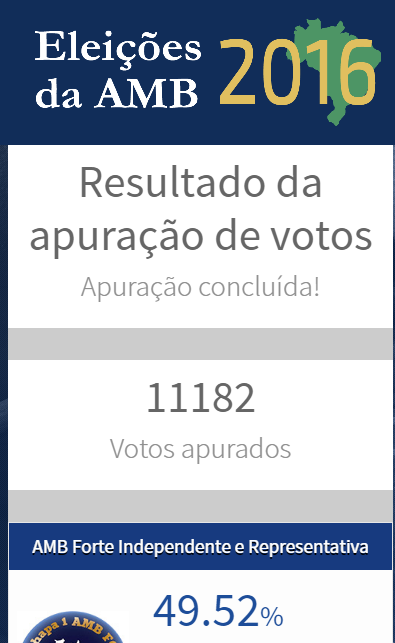 Eleições
da AMB 2016
Resultado da
apuração de votos
Apuração concluída!
11182
Votos apurados
AMB Forte Independente e Representativa
49.52%
Chapa 1 AMB